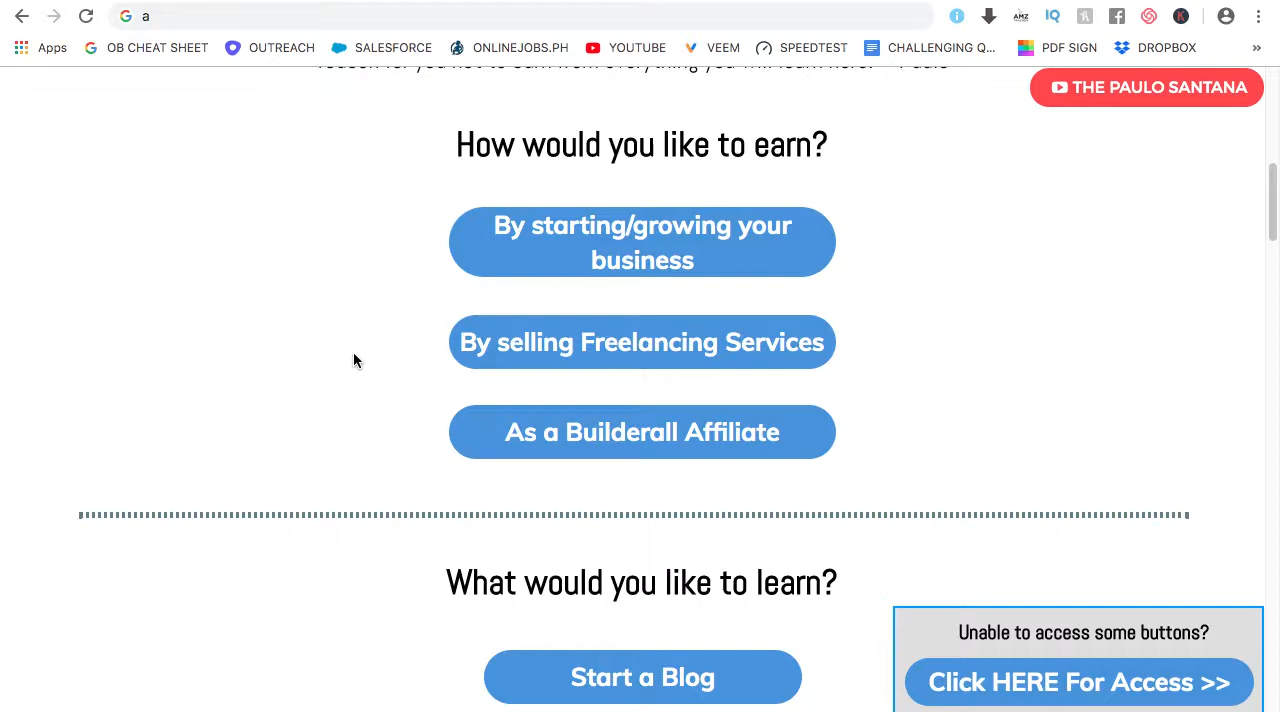 a
AMZ
IQ
Apps
OB CHEAT SHEET
OUTREACH
SALESFORCE
ONLINEJOBS.PH
YOUTUBE
VEEM
SPEEDTEST
CHALLENGING Q...
PDF SIGN
DROPBOX
»
THE PAULO SANTANA
How would you like to earn?
By starting/growing your
business
By selling Freelancing Services
As a Builderall Affiliate
What would you like to learn?
Start a Blog
Unable to access some buttons?
Click HERE For Access >>